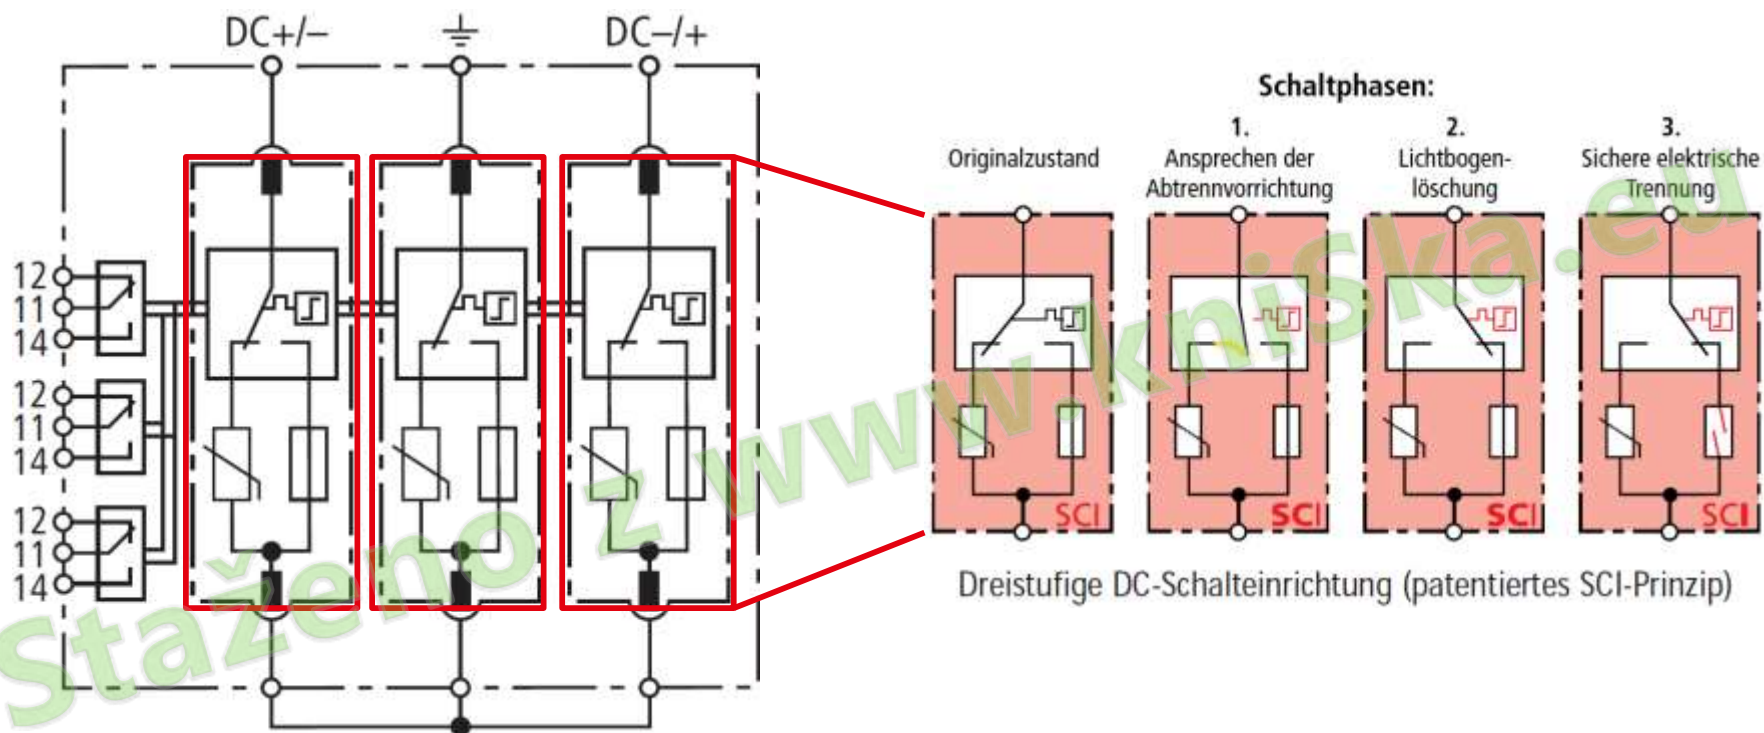 DC+/–
DC–/+
12
11
14
12
11
14
12
11
14
Schaltphasen:
Originalzustand
1.
Ansprechen der
Abtrennvorrichtung
2.
Lichtbogen-
löschung
3.
Sichere elektrische
Trennung
SCI
SCI
SCI
SCI
Dreistufige DC-Schalteinrichtung (patentiertes SCI-Prinzip)
Staženo z www.kniska.eu